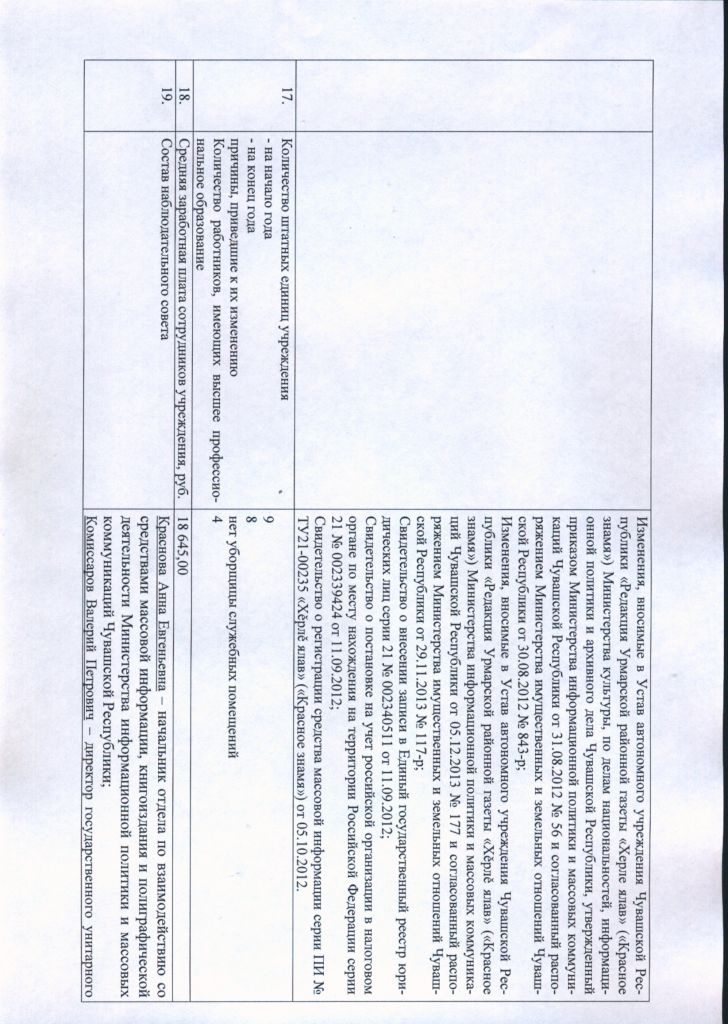 Изменения, вносимые в Устав автономного учреждения Чувашской Рес-
публики «Редакция Урмарской районной газеты «Херле ялав» («Красное
знамя») Министерства культуры, по делам национальностей, информаци-
онной политики и архивного дела Чувашской Республики, утвержденный
приказом Министерства информационной политики и массовых коммуни-
каций Чувашской Республики от 31.08.2012 № 56 и согласованный распо-
ряжением Министерства имущественных и земельных отношений Чуваш-
ской Республики от 30.08.2012 № 843-р;
Изменения, вносимые в Устав автономного учреждения Чувашской Рес-
публики «Редакция Урмарской районной газеты «Хĕрлĕ ялав» («Красное
знамя») Министерства информационной политики и массовых коммуника-
ций Чувашской Республики от 05.12.2013 № 177 и согласованный распо-
ряжением Министерства имущественных и земельных отношений Чуваш-
ской Республики от 29.11.2013 № 117-р;
Свидетельство о внесении записи в Единый государственный реестр юри-
дических лиц серии 21 № 002340511 от 11.09.2012;
Свидетельство о постановке на учет российской организации в налоговом
органе по месту нахождения на территории Российской Федерации серии
21 № 002339424 от 11.09.2012;
Свидетельство о регистрации средства массовой информации серии ПИ №
ТУ21-00235 «Хĕрлĕ ялав» («Красное знамя») от 05.10.2012.
17. Количество штатных единиц учреждения
- на начало года 9
- на конец года 8
причины, приведшие к их изменению нет уборщицы служебных помещений
Количество работников, имеющих высшее профессио- 4
нальное образование
18. Средняя заработная плата сотрудников учреждения, руб. 18 645,00
19. Состав наблюдательного совета Краснова Анна Евгеньевна – начальник отдела по взаимодействию со
средствами массовой информации, книгоиздания и полиграфической
деятельности Министерства информационной политики и массовых
коммуникаций Чувашской Республики;
Комиссаров Валерий Петрович – директор государственного унитарного